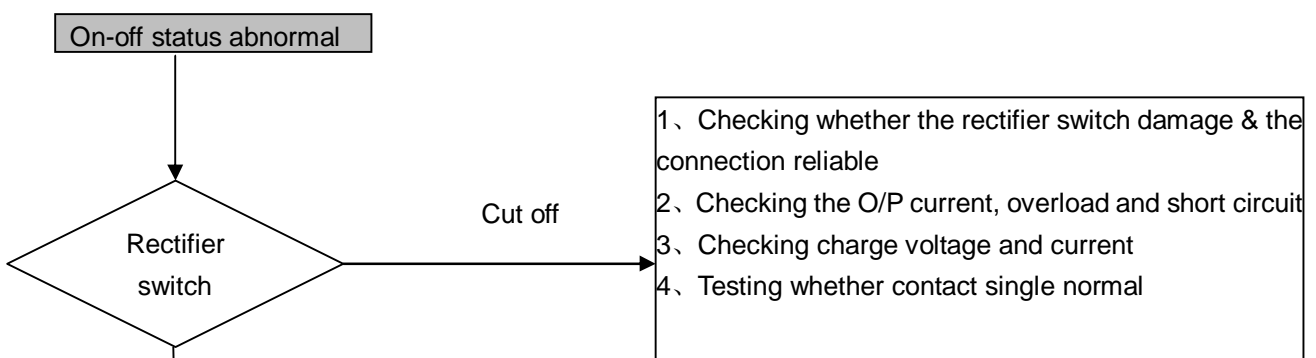 On-off status abnormal
1、Checking whether the rectifier switch damage & the
connection reliable
Cut off
2、Checking the O/P current, overload and short circuit
Rectifier
switch
3、Checking charge voltage and current
4、Testing whether contact single normal